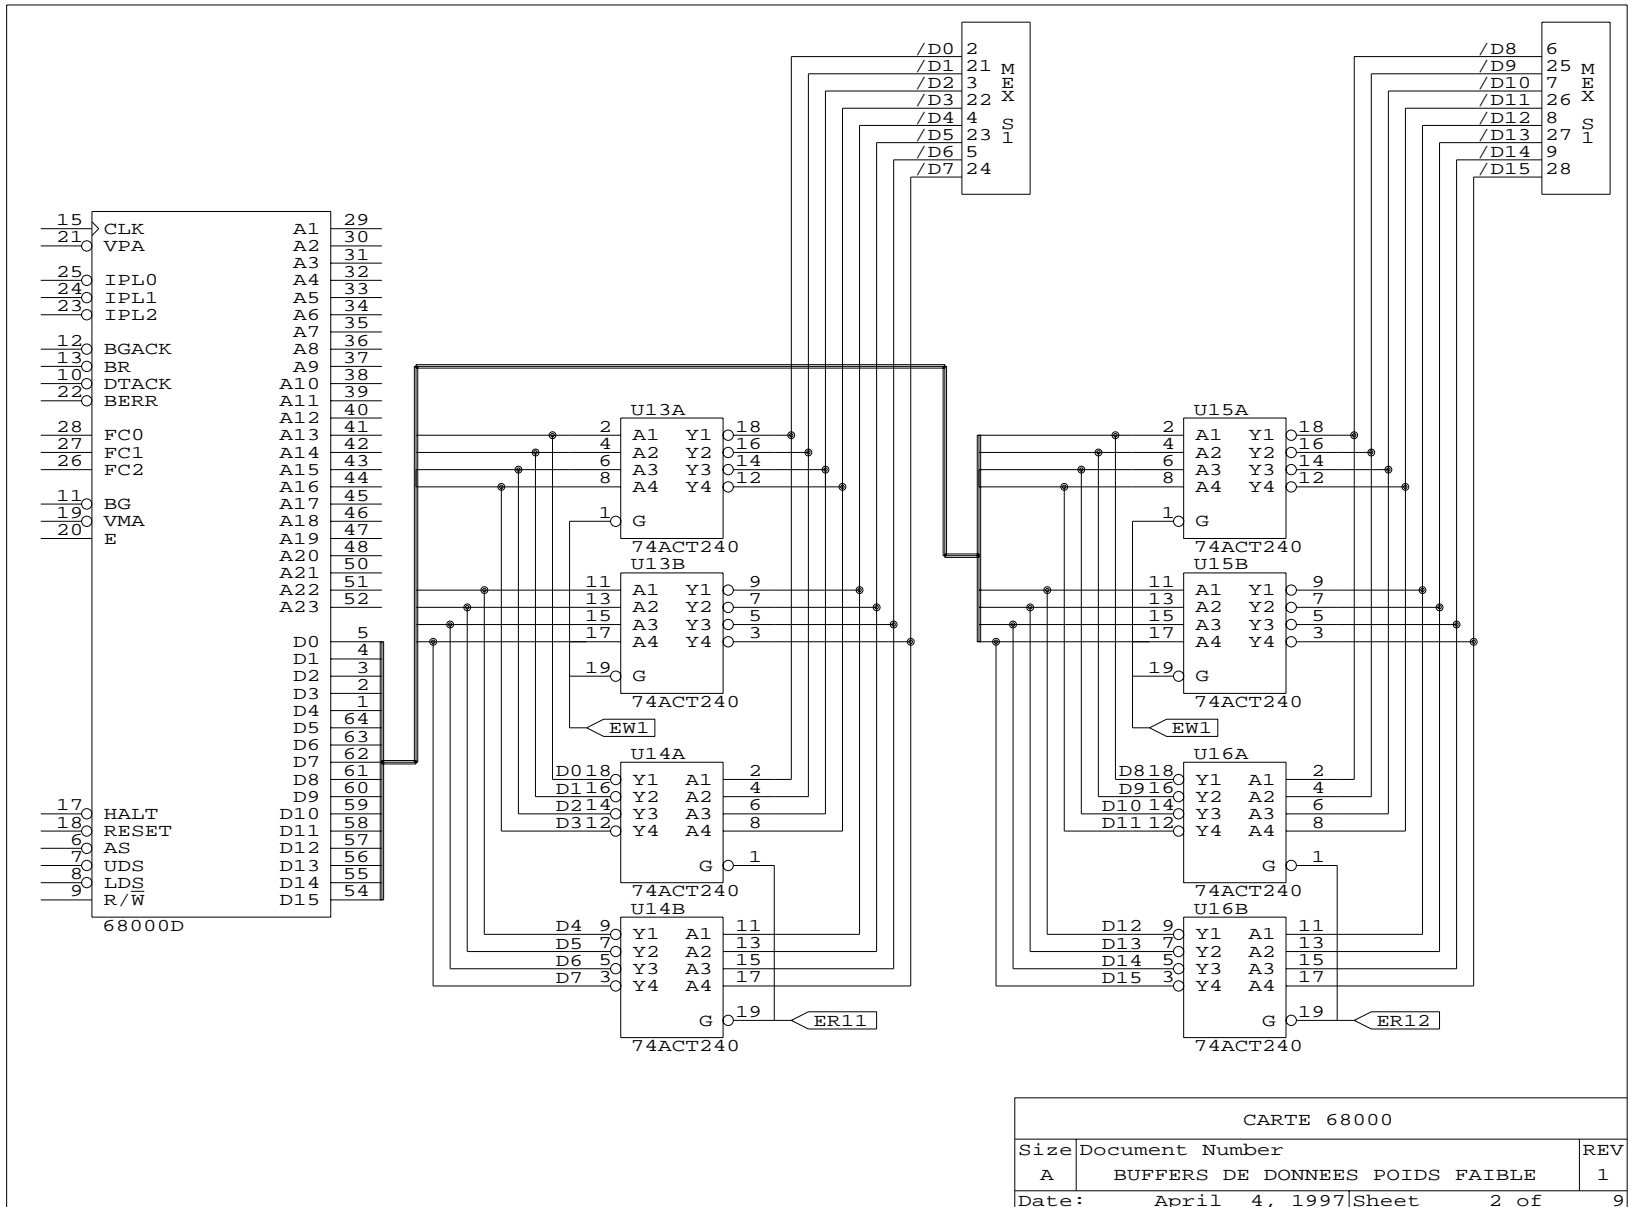 /D0 2
/D1 21
/D2 3
/D3 22
/D4 4
/D5 23
/D6 5
/D7 24
MEX S1
/D8 6
/D9 25
/D10 7
/D11 26
/D12 8
/D13 27
/D14 9
/D15 28
MEX S1
15 CLK A1 29
21 VPA A2 30
A3 31
25 IPL0 A4 32
24 IPL1 A5 33
23 IPL2 A6 34
A7 35
12 BGACK A8 36
13 BR A9 37
10 DTACK A10 38
22 BERR A11 39
A12 40
28 FC0 A13 41
27 FC1 A14 42
26 FC2 A15 43
A16 44
11 BG A17 45
19 VMA A18 46
20 E A19 47
A20 48
A21 50
A22 51
A23 52
D0 5
D1 4
D2 3
D3 2
D4 1
D5 64
D6 63
D7 62
D8 61
D9 60
17 HALT D10 59
18 RESET D11 58
6 AS D12 57
7 UDS D13 56
8 LDS D14 55
9 R/W D15 54
68000D
U13A
2 A1 Y1 18
4 A2 Y2 16
6 A3 Y3 14
8 A4 Y4 12
1 G
74ACT240
U13B
11 A1 Y1 9
13 A2 Y2 7
15 A3 Y3 5
17 A4 Y4 3
19 G
74ACT240
EW1
U14A
D0 18 Y1 A1 2
D1 16 Y2 A2 4
D2 14 Y3 A3 6
D3 12 Y4 A4 8
G 1
74ACT240
U14B
D4 9 Y1 A1 11
D5 7 Y2 A2 13
D6 5 Y3 A3 15
D7 3 Y4 A4 17
G 19
ER11
74ACT240
U15A
2 A1 Y1 18
4 A2 Y2 16
6 A3 Y3 14
8 A4 Y4 12
1 G
74ACT240
U15B
11 A1 Y1 9
13 A2 Y2 7
15 A3 Y3 5
17 A4 Y4 3
19 G
74ACT240
EW1
U16A
D8 18 Y1 A1 2
D9 16 Y2 A2 4
D10 14 Y3 A3 6
D11 12 Y4 A4 8
G 1
74ACT240
U16B
D12 9 Y1 A1 11
D13 7 Y2 A2 13
D14 5 Y3 A3 15
D15 3 Y4 A4 17
G 19
ER12
74ACT240
CARTE 68000
Size Document Number REV
A BUFFERS DE DONNEES POIDS FAIBLE 1
Date: April 4, 1997 Sheet 2 of 9